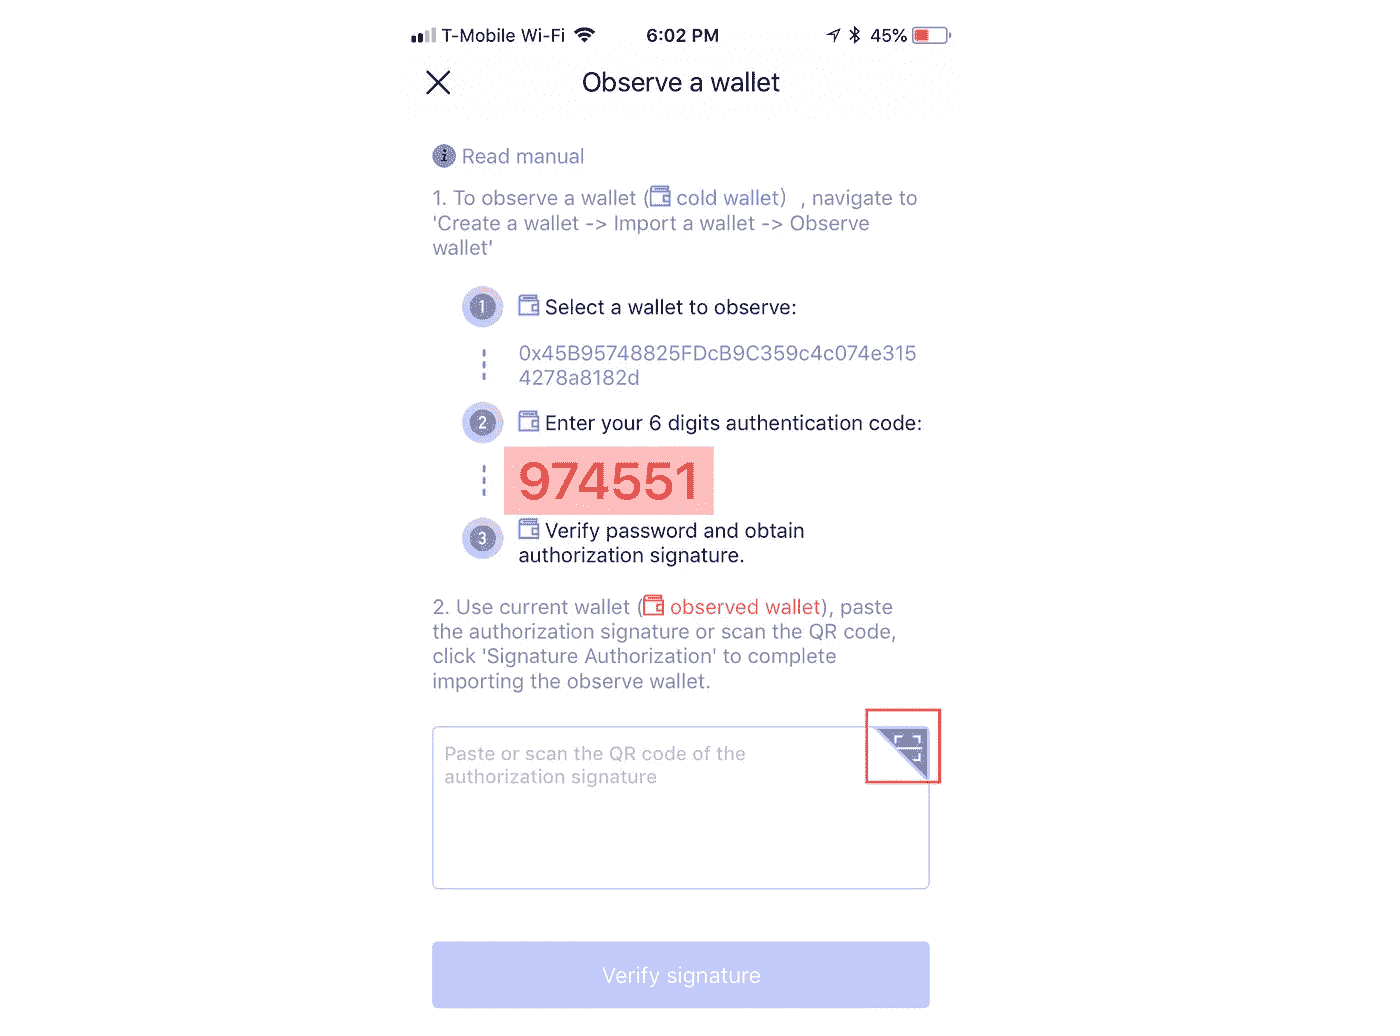 T-Mobile Wi-Fi 6:02 PM 45%
Observe a wallet
Read manual
1. To observe a wallet (cold wallet) , navigate to
'Create a wallet -> Import a wallet -> Observe
wallet'
1 Select a wallet to observe:
0x45B95748825FDcB9C359c4c074e315
4278a8182d
2 Enter your 6 digits authentication code:
974551
3 Verify password and obtain
authorization signature.
2. Use current wallet (observed wallet), paste
the authorization signature or scan the QR code,
click 'Signature Authorization' to complete
importing the observe wallet.
Paste or scan the QR code of the
authorization signature
Verify signature